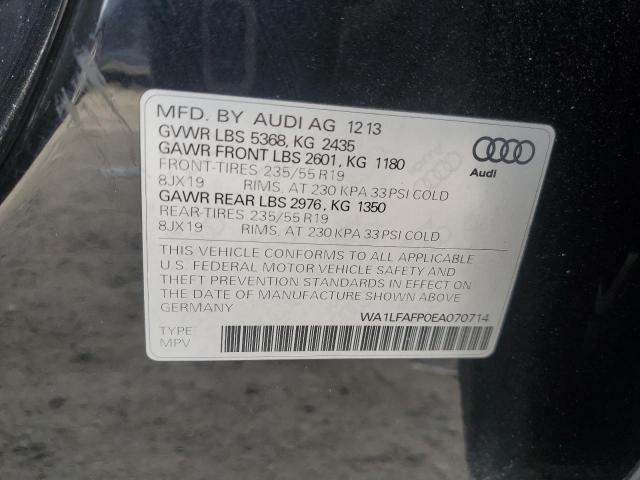 MFD. BY AUDI AG 12 13
GVWR LBS 5368, KG 2435
GAWR FRONT LBS 2601, KG 1180
FRONT-TIRES 235/55 R19
8JX19 RIMS, AT 230 KPA 33 PSI COLD
GAWR REAR LBS 2976, KG 1350
REAR-TIRES 235/55 R19
8JX19 RIMS, AT 230 KPA 33 PSI COLD
Audi
THIS VEHICLE CONFORMS TO ALL APPLICABLE
U S FEDERAL MOTOR VEHICLE SAFETY AND
THEFT PREVENTION STANDARDS IN EFFECT ON
THE DATE OF MANUFACTURE SHOWN ABOVE
GERMANY
WA1LFAFP0EA070714
TYPE
MPV